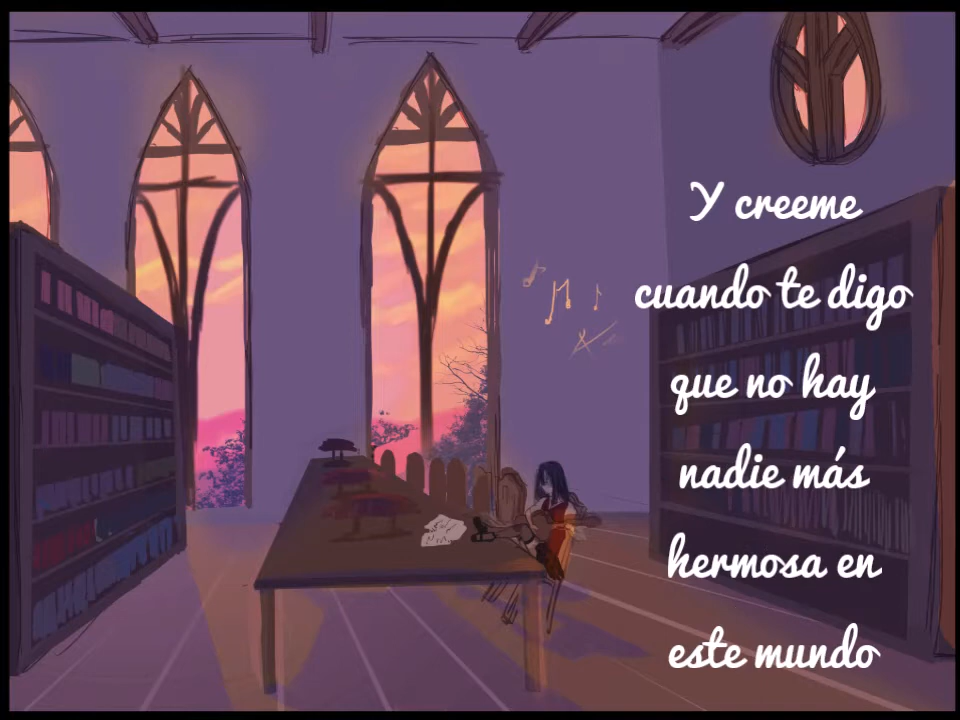 Y creeme
cuando te digo
que no hay
nadie más
hermosa en
este mundo